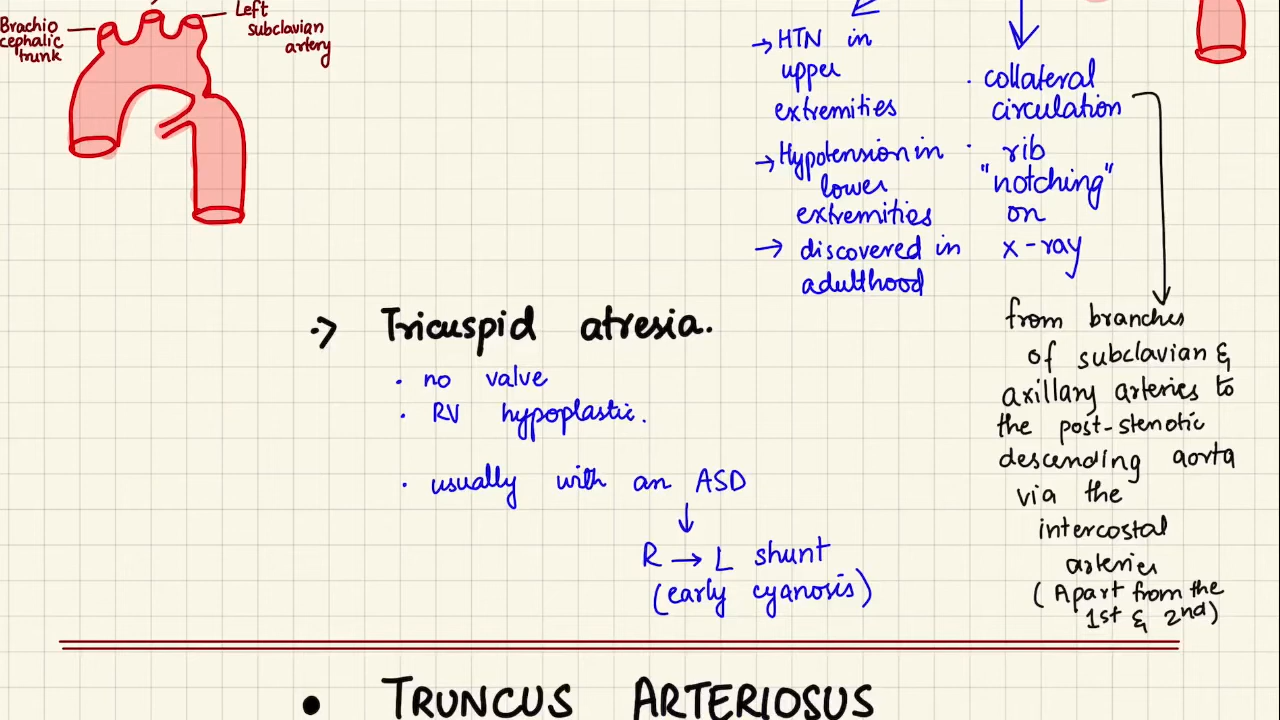 Brachio
cephalic
trunk
Left
subclavian
artery
→ HTN in
upper
extremities
→ Hypotension in
lower
extremities
→ discovered in
adulthood
· collateral
circulation
· rib
"notching"
on
x-ray
from branches
of subclavian &
axillary arteries to
the post-stenotic
descending aorta
via the
intercostal
arteries
(Apart from the
1st & 2nd)
·> Tricuspid atresia.
· no valve
· RV hypoplastic.
· usually with an ASD
↓
R → L shunt
(early cyanosis)
• TRUNCUS ARTERIOSUS